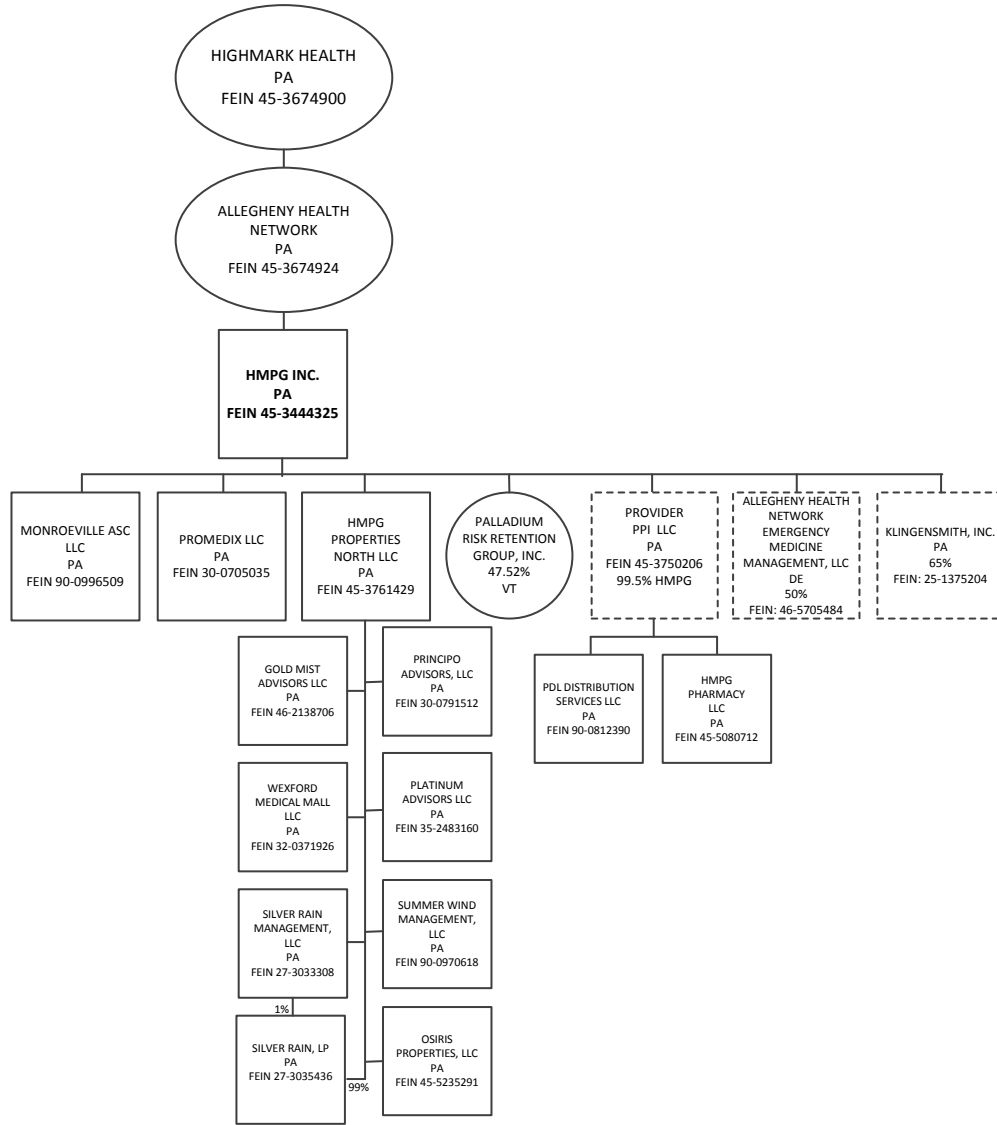 HIGHMARK HEALTH
PA
FEIN 45-3674900
ALLEGHENY HEALTH
NETWORK
PA
FEIN 45-3674924
HMPG INC.
PA
FEIN 45-3444325
MONROEVILLE ASC
LLC
PA
FEIN 90-0996509
PROMEDIX LLC
PA
FEIN 30-0705035
HMPG
PROPERTIES
NORTH LLC
PA
FEIN 45-3761429
PALLADIUM
RISK RETENTION
GROUP, INC.
47.52%
VT
PROVIDER
PPI LLC
PA
FEIN 45-3750206
99.5% HMPG
ALLEGHENY HEALTH
NETWORK
EMERGENCY
MEDICINE
MANAGEMENT, LLC
DE
50%
FEIN: 46-5705484
KLINGENSMITH, INC.
PA
65%
FEIN: 25-1375204
GOLD MIST
ADVISORS LLC
PA
FEIN 46-2138706
PRINCIPO
ADVISORS, LLC
PA
FEIN 30-0791512
PDL DISTRIBUTION
SERVICES LLC
PA
FEIN 90-0812390
HMPG
PHARMACY
LLC
PA
FEIN 45-5080712
WEXFORD
MEDICAL MALL
LLC
PA
FEIN 32-0371926
PLATINUM
ADVISORS LLC
PA
FEIN 35-2483160
SILVER RAIN
MANAGEMENT,
LLC
PA
FEIN 27-3033308
SUMMER WIND
MANAGEMENT,
LLC
PA
FEIN 90-0970618
1%
SILVER RAIN, LP
PA
FEIN 27-3035436
99%
OSIRIS
PROPERTIES, LLC
PA
FEIN 45-5235291